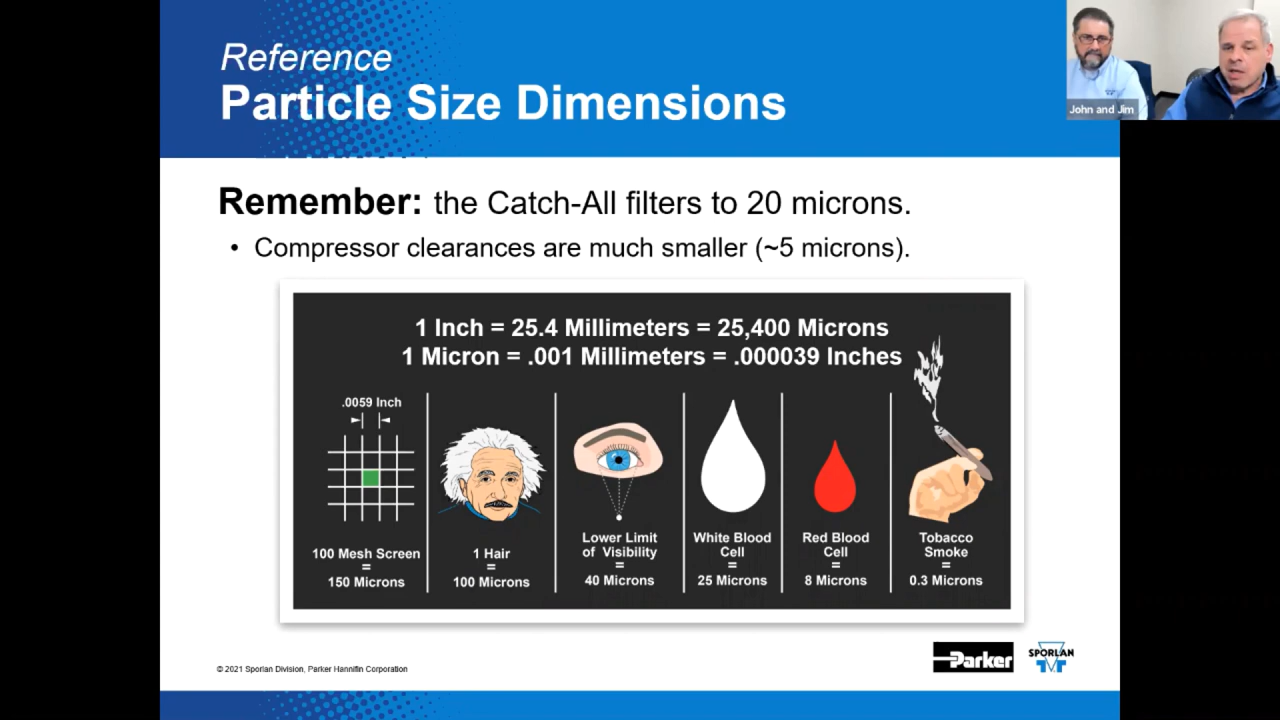 Reference
Particle Size Dimensions
John and Jim
Remember: the Catch-All filters to 20 microns.
• Compressor clearances are much smaller (~5 microns).
1 Inch = 25.4 Millimeters = 25,400 Microns
1 Micron = .001 Millimeters = .000039 Inches
.0059 Inch
100 Mesh Screen
=
150 Microns
1 Hair
=
100 Microns
Lower Limit
of Visibility
=
40 Microns
White Blood
Cell
=
25 Microns
Red Blood
Cell
=
8 Microns
Tobacco
Smoke
=
0.3 Microns
© 2021 Sporlan Division, Parker Hannifin Corporation
Parker
SPORLAN